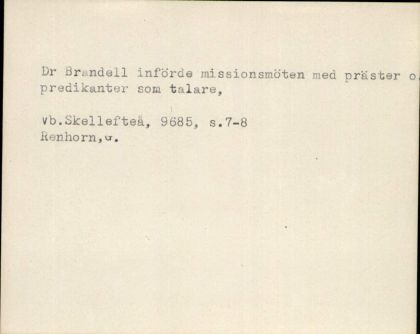 Dr Brandell införde missionsmöten med präster o.
predikanter som talare,
vb.Skellefteå, 9685, s.7-8
Renhorn,